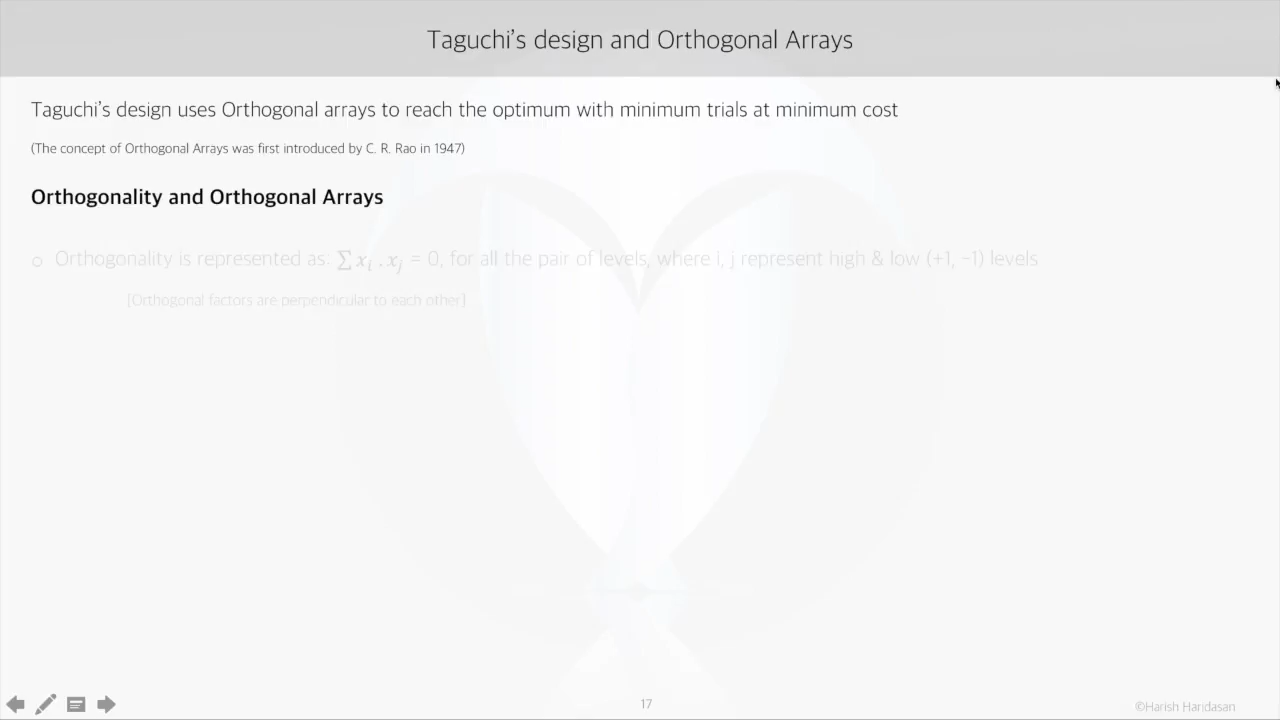 Taguchi's design and Orthogonal Arrays
Taguchi's design uses Orthogonal arrays to reach the optimum with minimum trials at minimum cost
(The concept of Orthogonal Arrays was first introduced by C. R. Rao in 1947)
Orthogonality and Orthogonal Arrays
o Orthogonality is represented as: ∑ xᵢ . xⱼ = 0, for all the pair of levels, where i, j represent high & low (+1, −1) levels
[Orthogonal factors are perpendicular to each other]
17
©Harish Haridasan